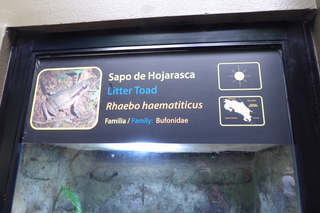 Sapo de Hojarasca
Litter Toad
Rhaebo haematiticus
Familia / Family: Bufonidae